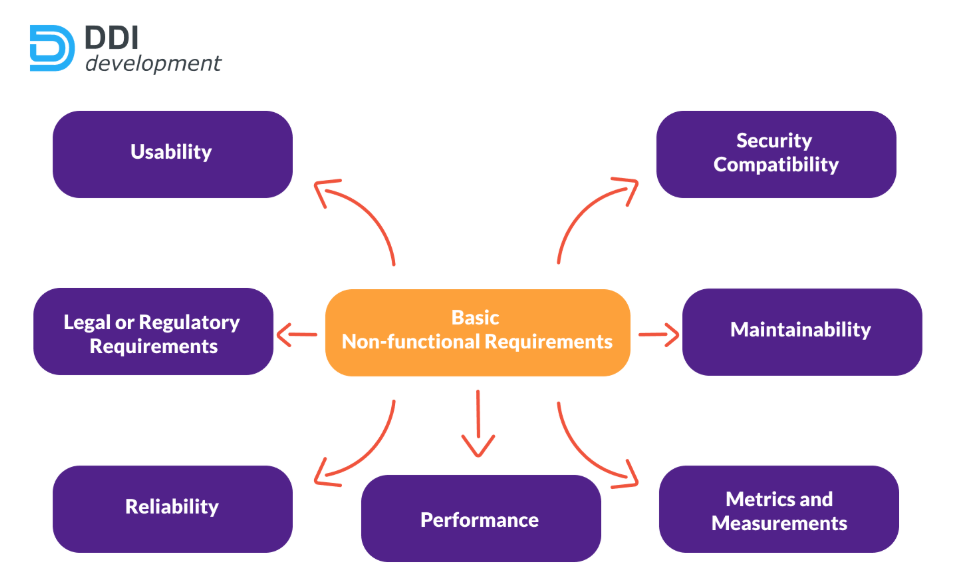 DDI
development
Usability
Security
Compatibility
Legal or Regulatory
Requirements
Basic
Non-functional Requirements
Maintainability
Reliability
Performance
Metrics and
Measurements